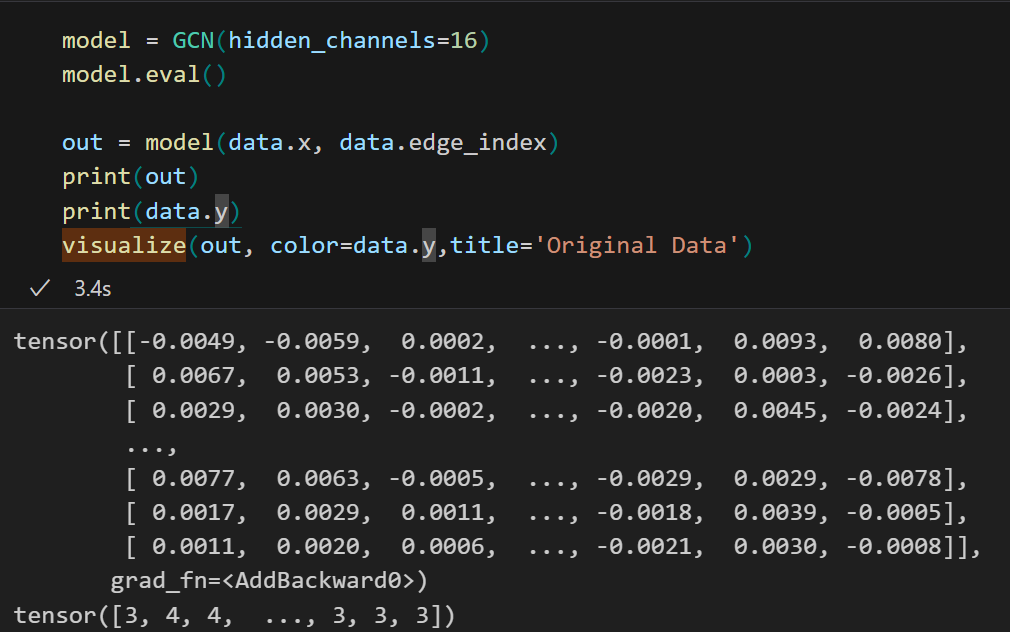 model = GCN(hidden_channels=16)
model.eval()
out = model(data.x, data.edge_index)
print(out)
print(data.y)
visualize(out, color=data.y,title='Original Data')
✓ 3.4s
tensor([[-0.0049, -0.0059,  0.0002,  ..., -0.0001,  0.0093,  0.0080],
        [ 0.0067,  0.0053, -0.0011,  ..., -0.0023,  0.0003, -0.0026],
        [ 0.0029,  0.0030, -0.0002,  ..., -0.0020,  0.0045, -0.0024],
        ...,
        [ 0.0077,  0.0063, -0.0005,  ..., -0.0029,  0.0029, -0.0078],
        [ 0.0017,  0.0029,  0.0011,  ..., -0.0018,  0.0039, -0.0005],
        [ 0.0011,  0.0020,  0.0006,  ..., -0.0021,  0.0030, -0.0008]],
       grad_fn=<AddBackward0>)
tensor([3, 4, 4,  ..., 3, 3, 3])